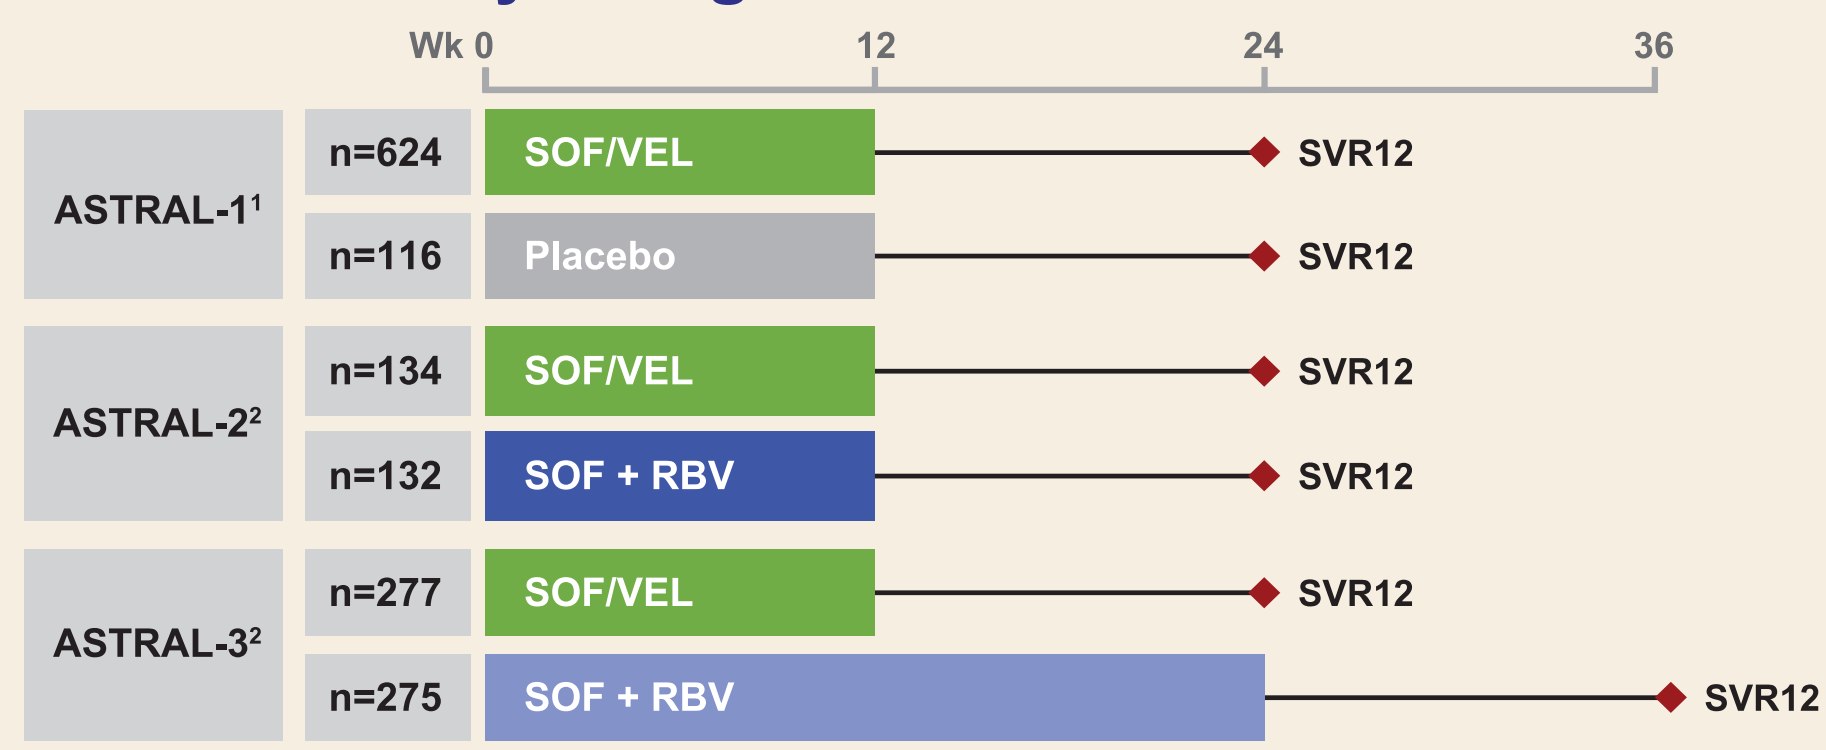 Wk 0 12 24 36
ASTRAL-1¹
n=624 SOF/VEL SVR12
n=116 Placebo SVR12
ASTRAL-2²
n=134 SOF/VEL SVR12
n=132 SOF + RBV SVR12
ASTRAL-3²
n=277 SOF/VEL SVR12
n=275 SOF + RBV SVR12